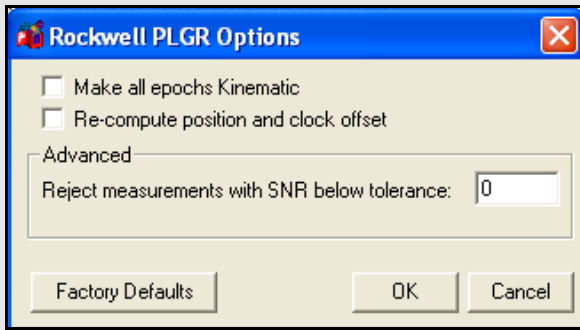 Rockwell PLGR Options
Make all epochs Kinematic
Re-compute position and clock offset
Advanced
Reject measurements with SNR below tolerance: 0
Factory Defaults OK Cancel